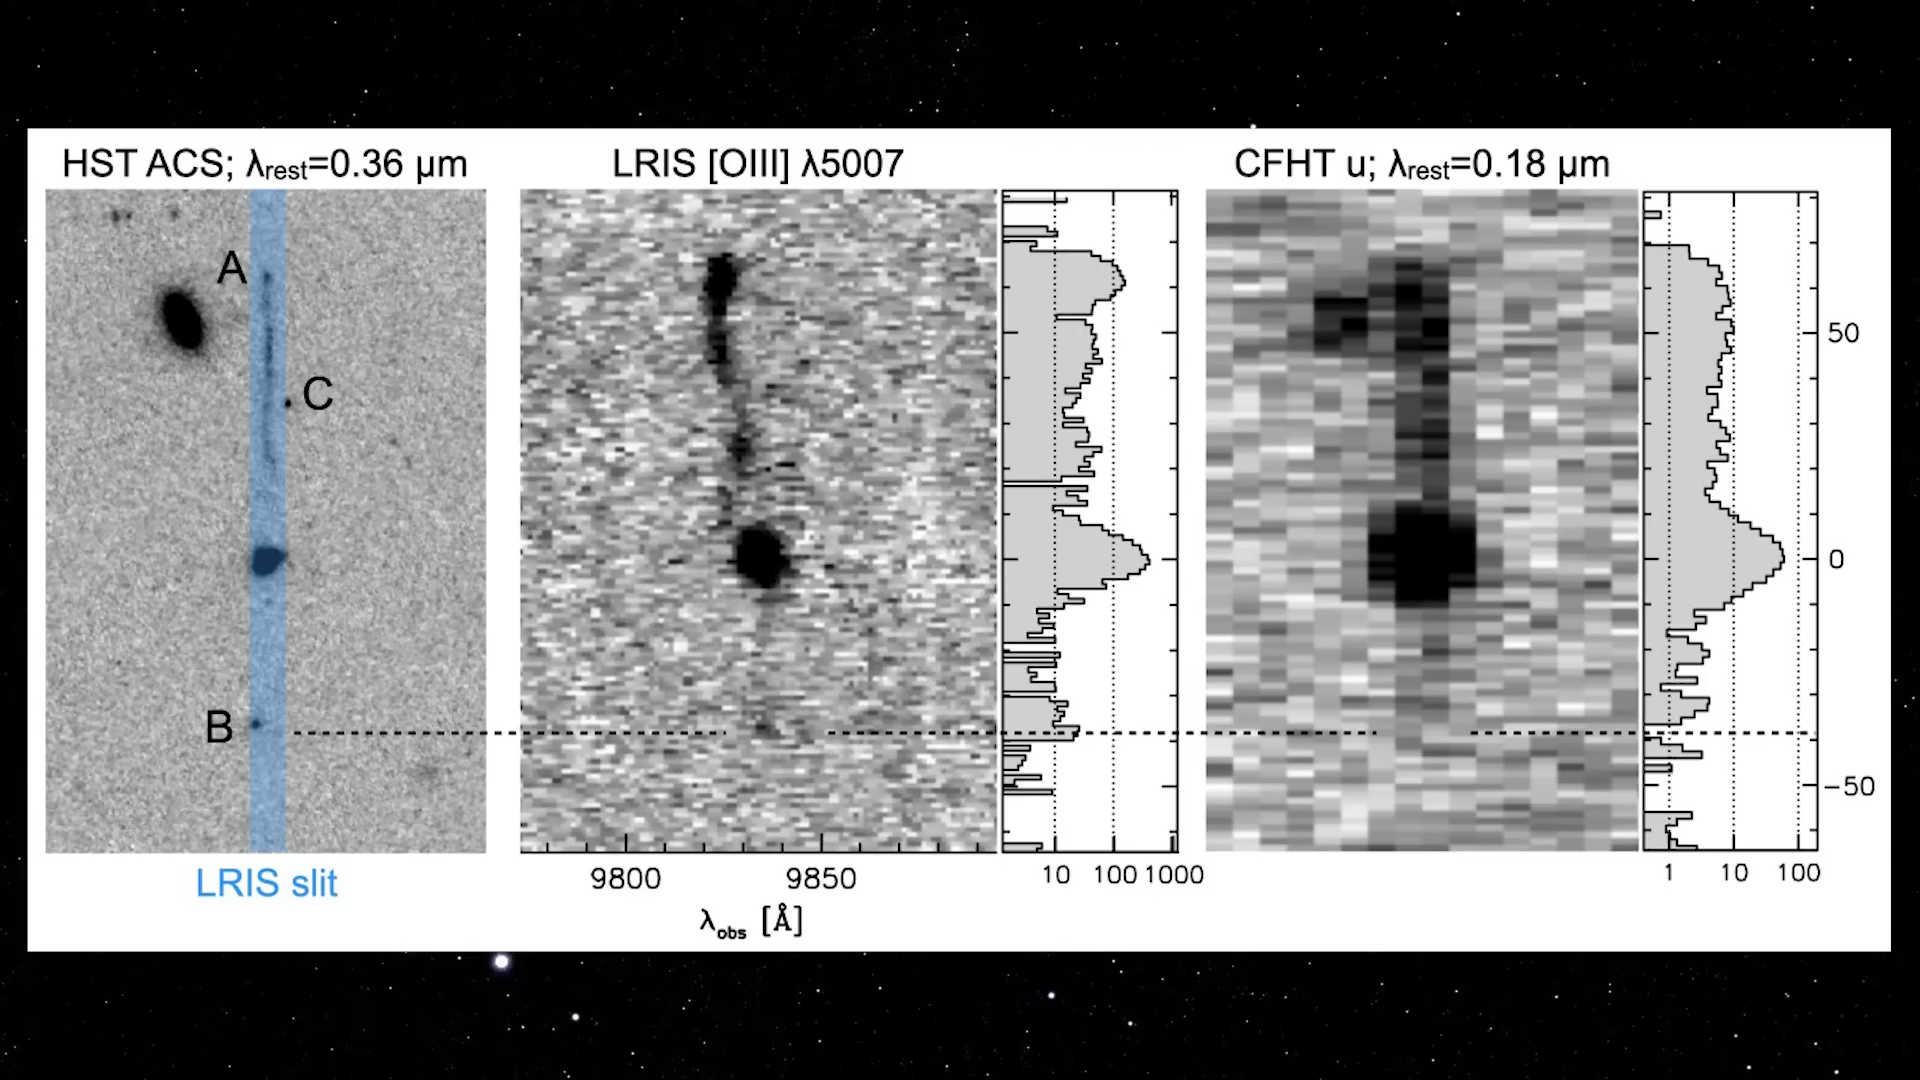 HST ACS; λrest=0.36 μm
LRIS [OIII] λ5007
CFHT u; λrest=0.18 μm
A
C
B
50
0
−50
LRIS slit
9800 9850
λobs [Å]
10 100 1000
1 10 100